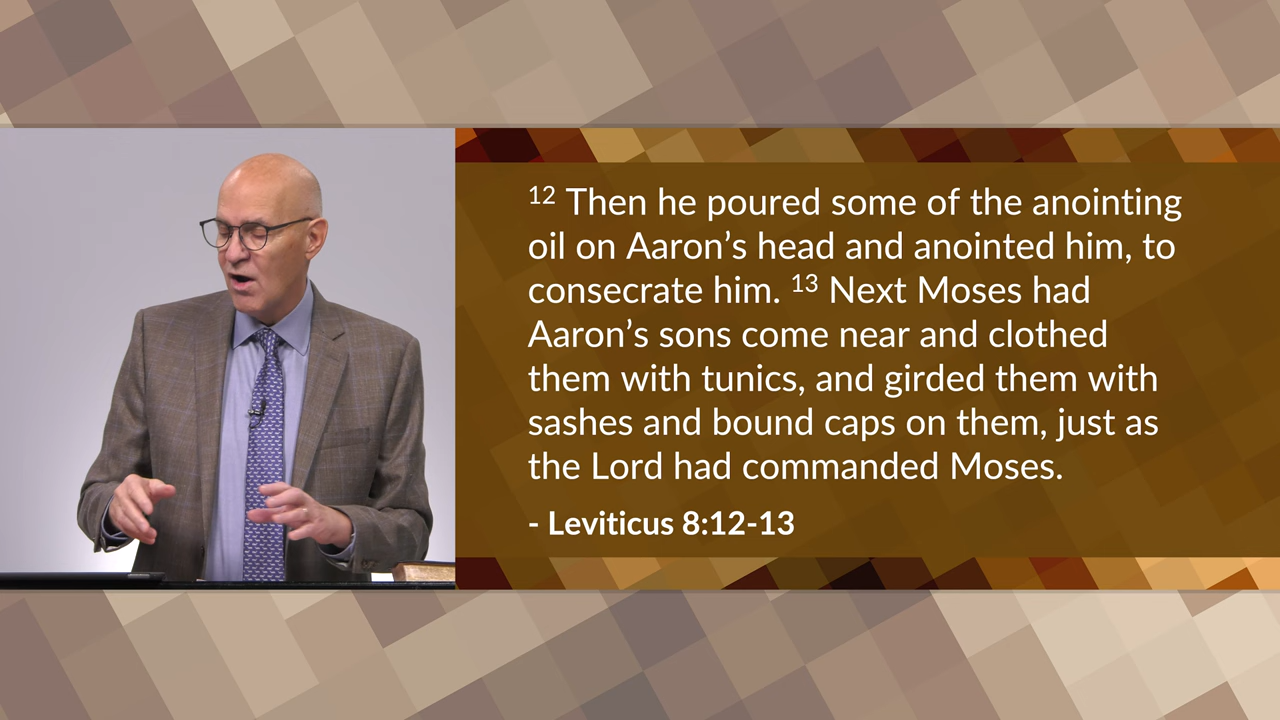 12 Then he poured some of the anointing
oil on Aaron’s head and anointed him, to
consecrate him. 13 Next Moses had
Aaron’s sons come near and clothed
them with tunics, and girded them with
sashes and bound caps on them, just as
the Lord had commanded Moses.
- Leviticus 8:12-13